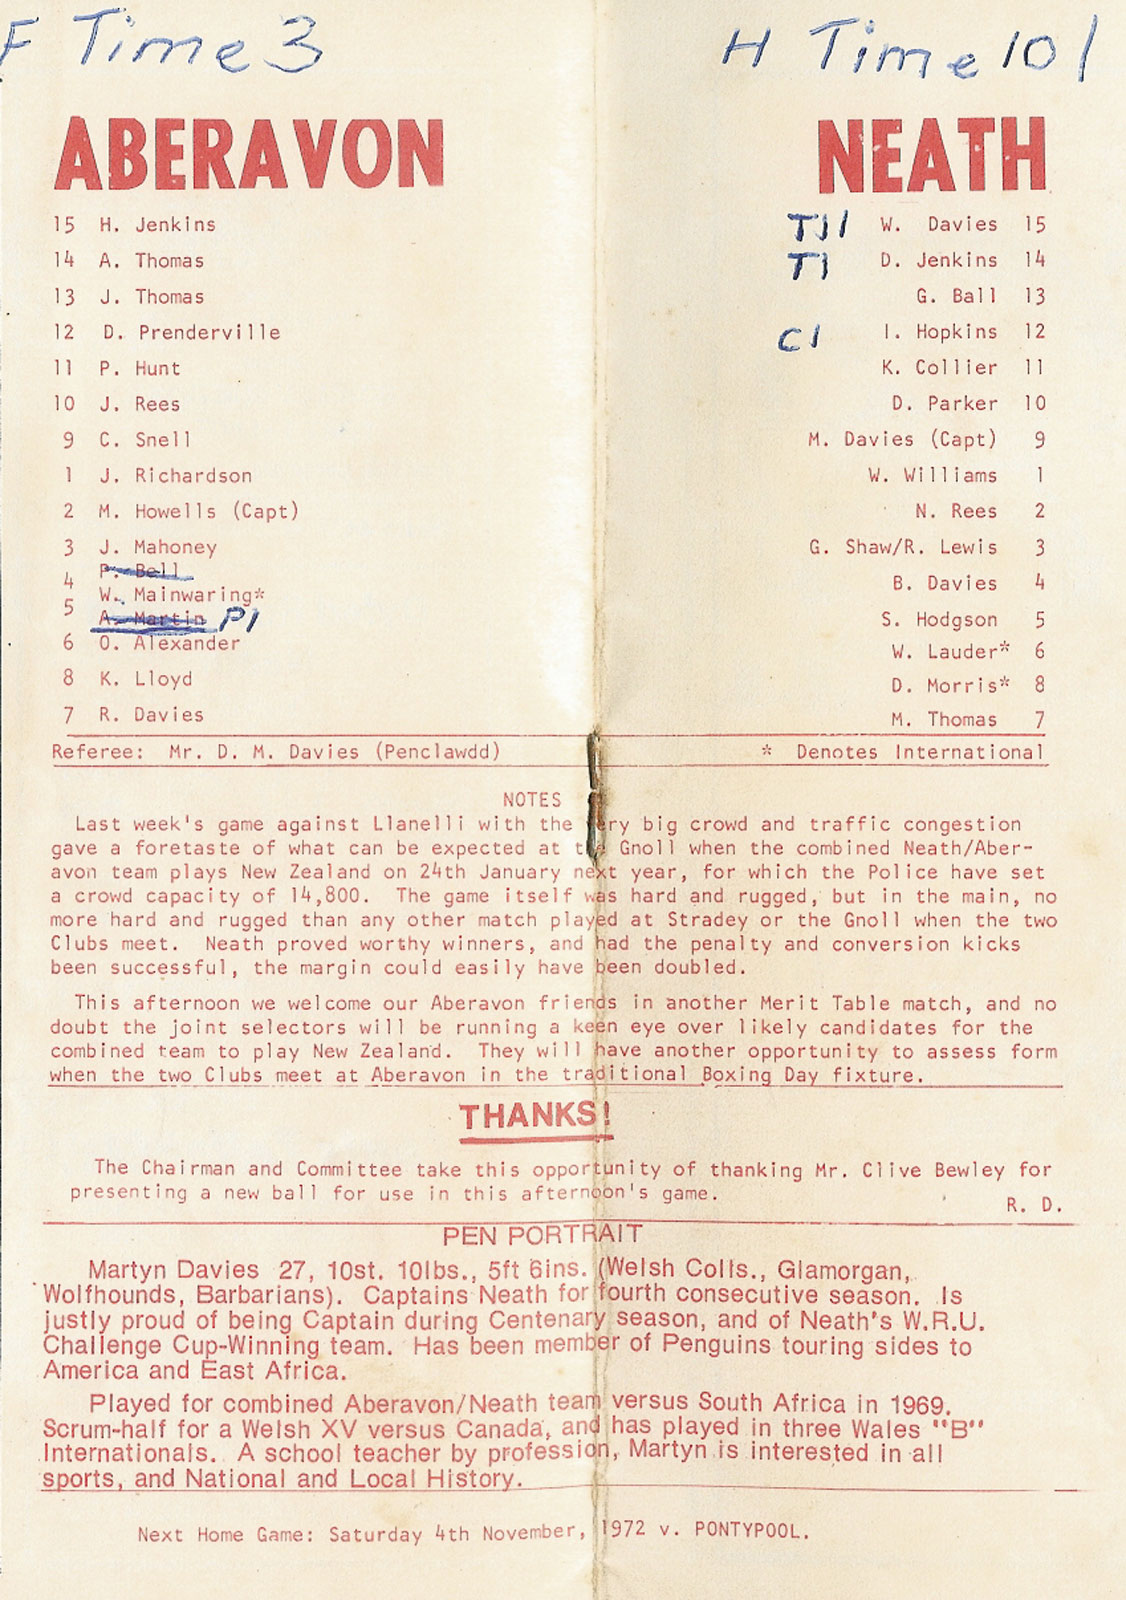 F Time 3
H Time 10 1
ABERAVON
NEATH
15 H. Jenkins
14 A. Thomas
13 J. Thomas
12 D. Prenderville
11 P. Hunt
10 J. Rees
9 C. Snell
1 J. Richardson
2 M. Howells (Capt)
3 J. Mahoney
P. Bell
4
W. Mainwaring*
5
A. Martin P1
6 O. Alexander
8 K. Lloyd
7 R. Davies
W. Davies 15
T1 D. Jenkins 14
G. Ball 13
C1 I. Hopkins 12
K. Collier 11
D. Parker 10
M. Davies (Capt) 9
W. Williams 1
N. Rees 2
G. Shaw/R. Lewis 3
B. Davies 4
S. Hodgson 5
W. Lauder* 6
D. Morris* 8
M. Thomas 7
Referee: Mr. D. M. Davies (Penclawdd)
* Denotes International
NOTES
Last week's game against Llanelli with the very big crowd and traffic congestion
gave a foretaste of what can be expected at the Gnoll when the combined Neath/Aber-
avon team plays New Zealand on 24th January next year, for which the Police have set
a crowd capacity of 14,800. The game itself was hard and rugged, but in the main, no
more hard and rugged than any other match played at Stradey or the Gnoll when the two
Clubs meet. Neath proved worthy winners, and had the penalty and conversion kicks
been successful, the margin could easily have been doubled.
This afternoon we welcome our Aberavon friends in another Merit Table match, and no
doubt the joint selectors will be running a keen eye over likely candidates for the
combined team to play New Zealand. They will have another opportunity to assess form
when the two Clubs meet at Aberavon in the traditional Boxing Day fixture.
THANKS!
The Chairman and Committee take this opportunity of thanking Mr. Clive Bewley for
presenting a new ball for use in this afternoon's game.
R. D.
PEN PORTRAIT
Martyn Davies 27, 10st. 10lbs., 5ft 6ins. (Welsh Colls., Glamorgan,
Wolfhounds, Barbarians). Captains Neath for fourth consecutive season. Is
justly proud of being Captain during Centenary season, and of Neath's W.R.U.
Challenge Cup-Winning team. Has been member of Penguins touring sides to
America and East Africa.
Played for combined Aberavon/Neath team versus South Africa in 1969.
Scrum-half for a Welsh XV versus Canada, and has played in three Wales "B"
Internationals. A school teacher by profession, Martyn is interested in all
sports, and National and Local History.
Next Home Game: Saturday 4th November, 1972 v. PONTYPOOL.